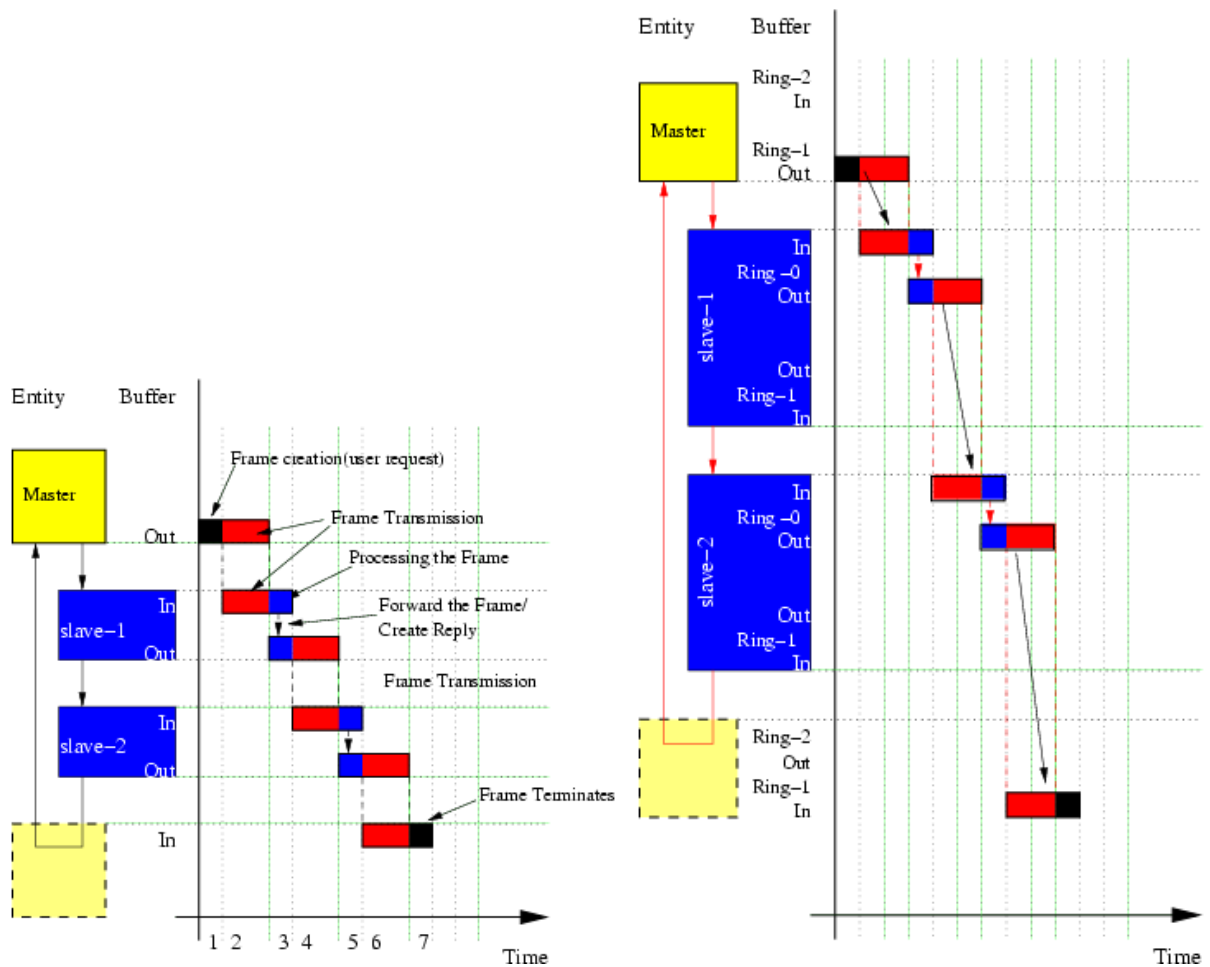 Entity Buffer
Master
Frame creation(user request)
Out
Frame Transmission
Processing the Frame
In
slave−1
Out
Forward the Frame/
Create Reply
Frame Transmission
In
slave−2
Out
Frame Terminates
In
1 2 3 4 5 6 7
Time
Entity Buffer
Ring−2
In
Master
Ring−1
Out
In
Ring −0
Out
slave−1
Out
Ring−1
In
In
Ring −0
Out
slave−2
Out
Ring−1
In
Ring−2
Out
Ring−1
In
Time